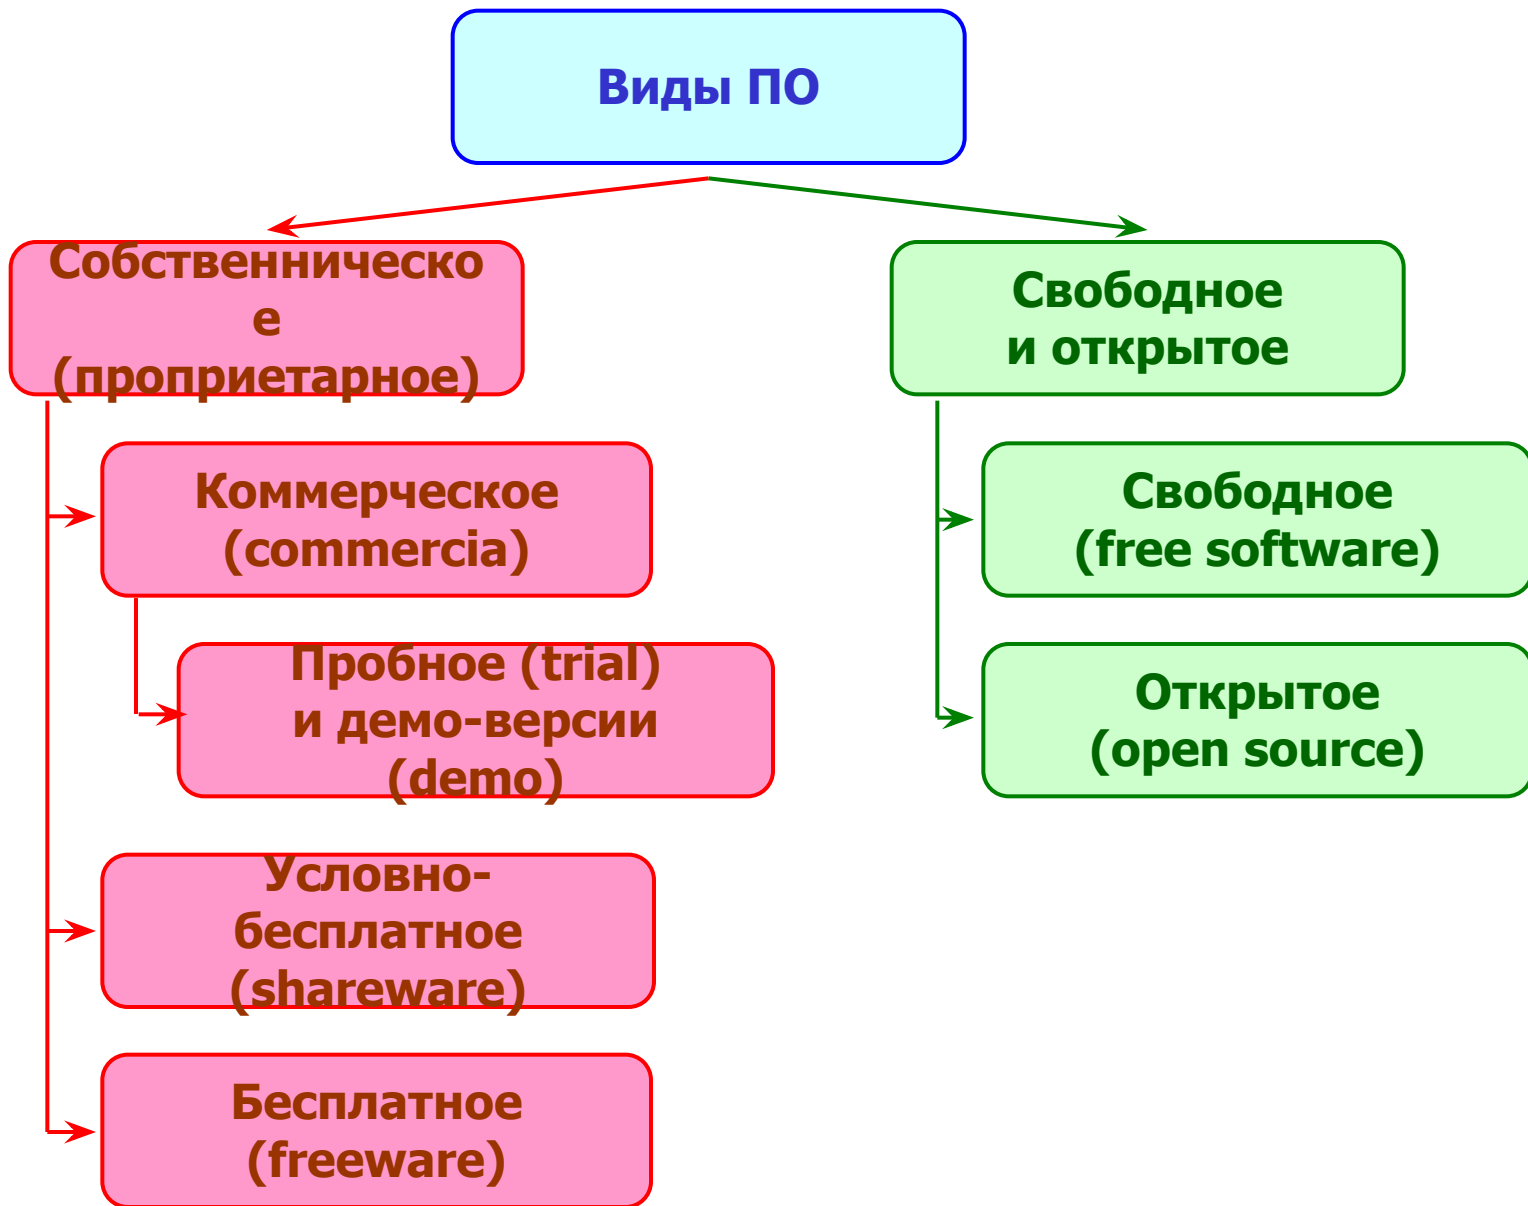 Виды ПО
Собственническо
е
(проприетарное)
Свободное
и открытое
Коммерческое
(commercia)
Свободное
(free software)
Пробное (trial)
и демо-версии
(demo)
Открытое
(open source)
Условно-
бесплатное
(shareware)
Бесплатное
(freeware)